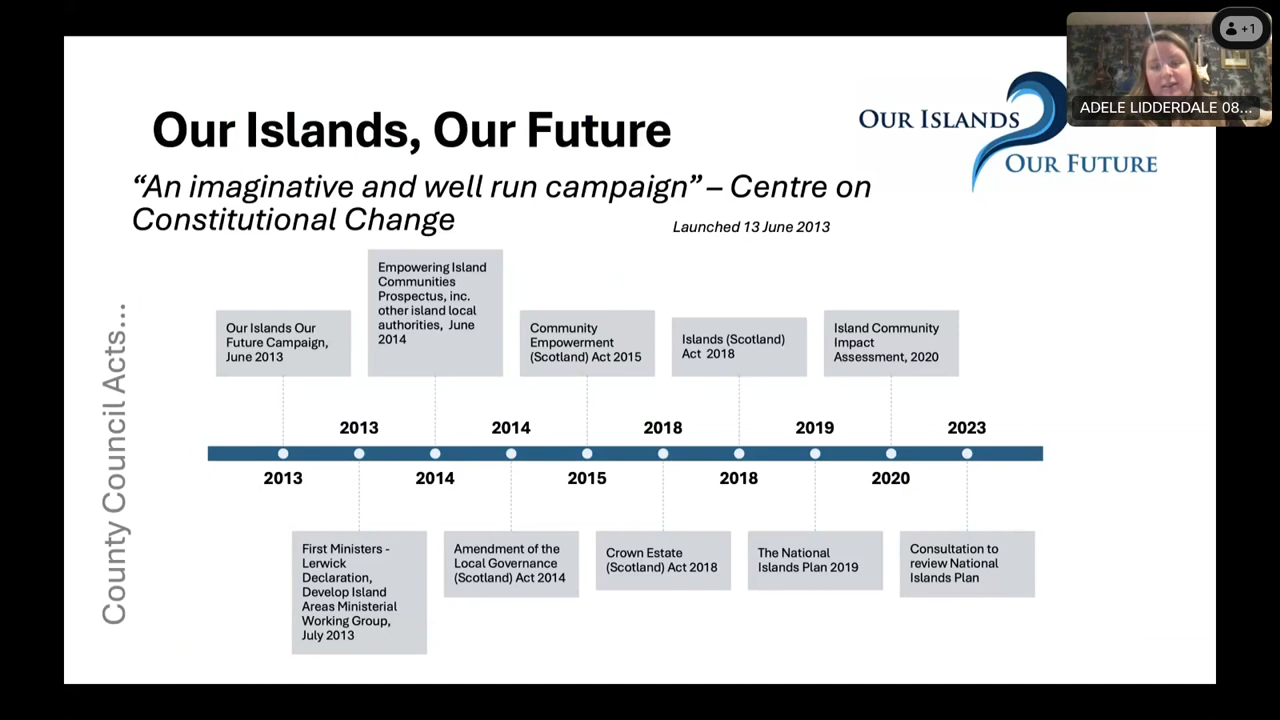 +1
ADELE LIDDERDALE 08...
Our Islands, Our Future
OUR ISLANDS
OUR FUTURE
“An imaginative and well run campaign” – Centre on
Constitutional Change
Launched 13 June 2013
County Council Acts...
Our Islands Our
Future Campaign,
June 2013
Empowering Island
Communities
Prospectus, inc.
other island local
authorities, June
2014
Community
Empowerment
(Scotland) Act 2015
Islands (Scotland)
Act 2018
Island Community
Impact
Assessment, 2020
2013
2014
2018
2019
2023
2013
2014
2015
2018
2020
First Ministers -
Lerwick
Declaration,
Develop Island
Areas Ministerial
Working Group,
July 2013
Amendment of the
Local Governance
(Scotland) Act 2014
Crown Estate
(Scotland) Act 2018
The National
Islands Plan 2019
Consultation to
review National
Islands Plan